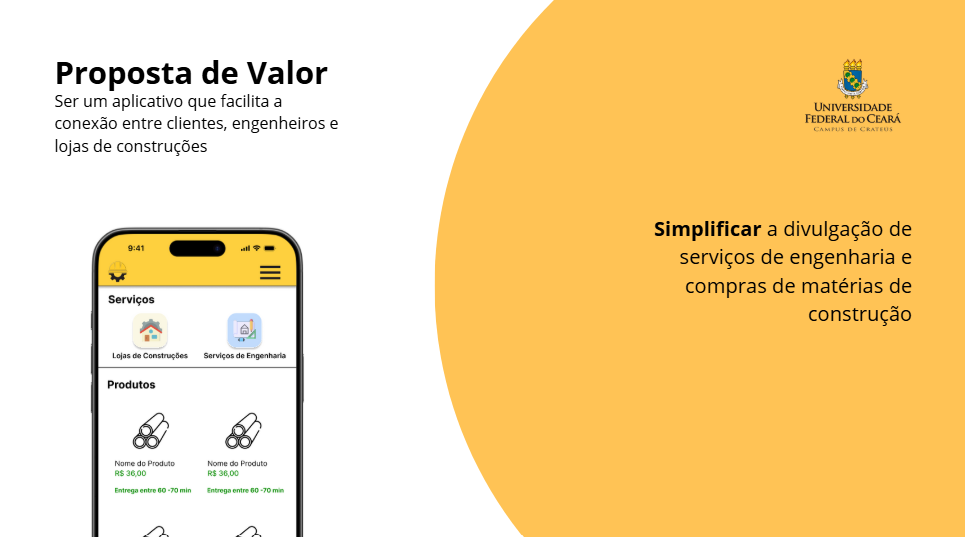 Proposta de Valor
Ser um aplicativo que facilita a
conexão entre clientes, engenheiros e
lojas de construções
UNIVERSIDADE
FEDERAL DO CEARÁ
CAMPUS DE CRATEÚS
Simplificar a divulgação de
serviços de engenharia e
compras de matérias de
construção
9:41
Serviços
Lojas de Construções
Serviços de Engenharia
Produtos
Nome do Produto
R$ 36,00
Entrega entre 60 -70 min
Nome do Produto
R$ 36,00
Entrega entre 60 -70 min